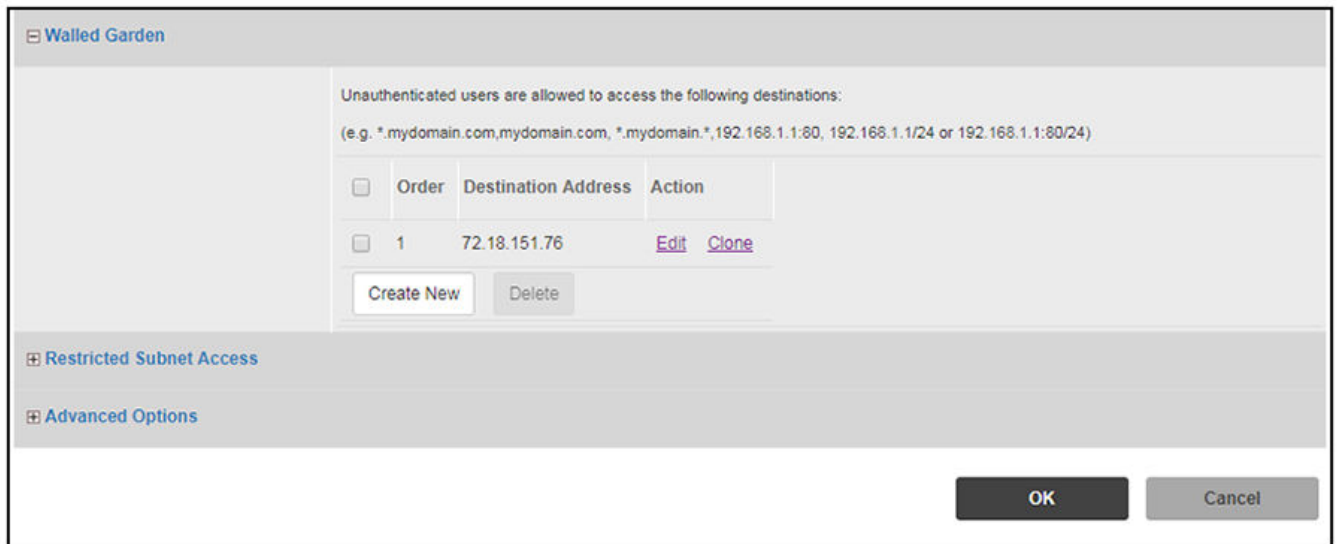 Walled Garden
Unauthenticated users are allowed to access the following destinations:
(e.g. *.mydomain.com,mydomain.com, *.mydomain.*,192.168.1.1:80, 192.168.1.1/24 or 192.168.1.1:80/24)
Order Destination Address Action
1 72.18.151.76 Edit Clone
Create New Delete
Restricted Subnet Access
Advanced Options
OK Cancel